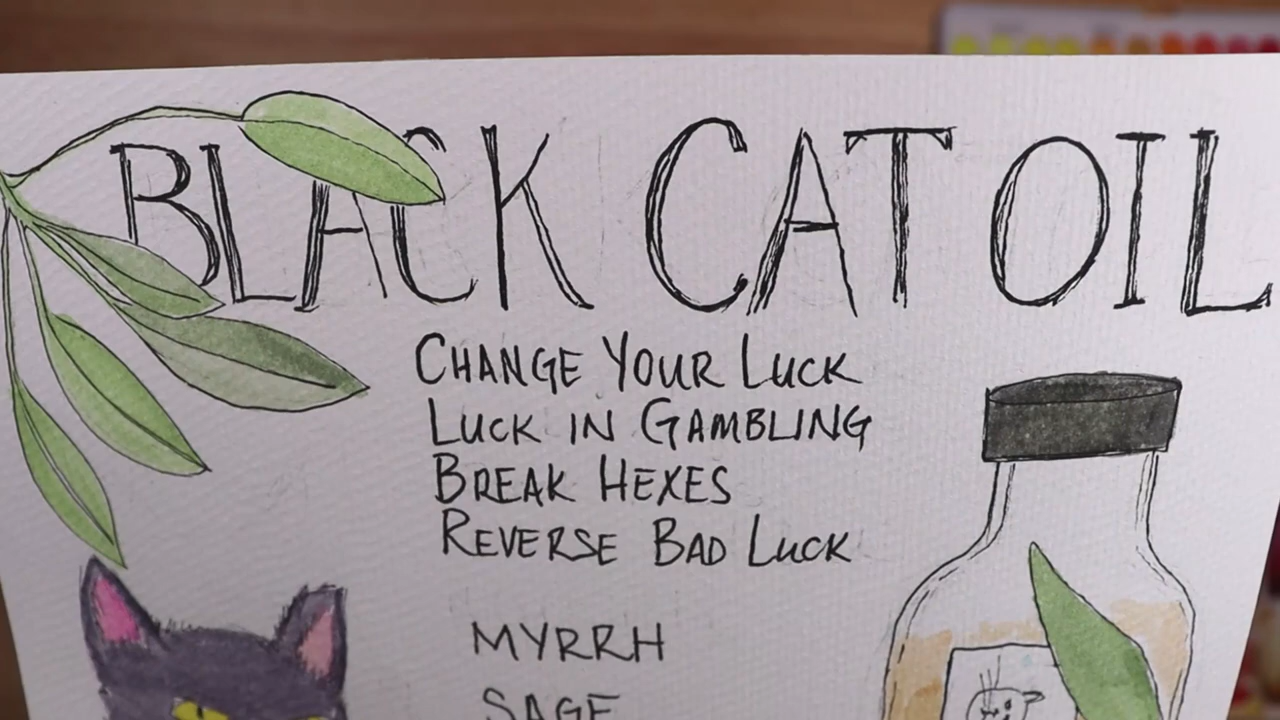 BLACK CAT OIL
CHANGE YOUR LUCK
LUCK IN GAMBLING
BREAK HEXES
REVERSE BAD LUCK
MYRRH
SAGE